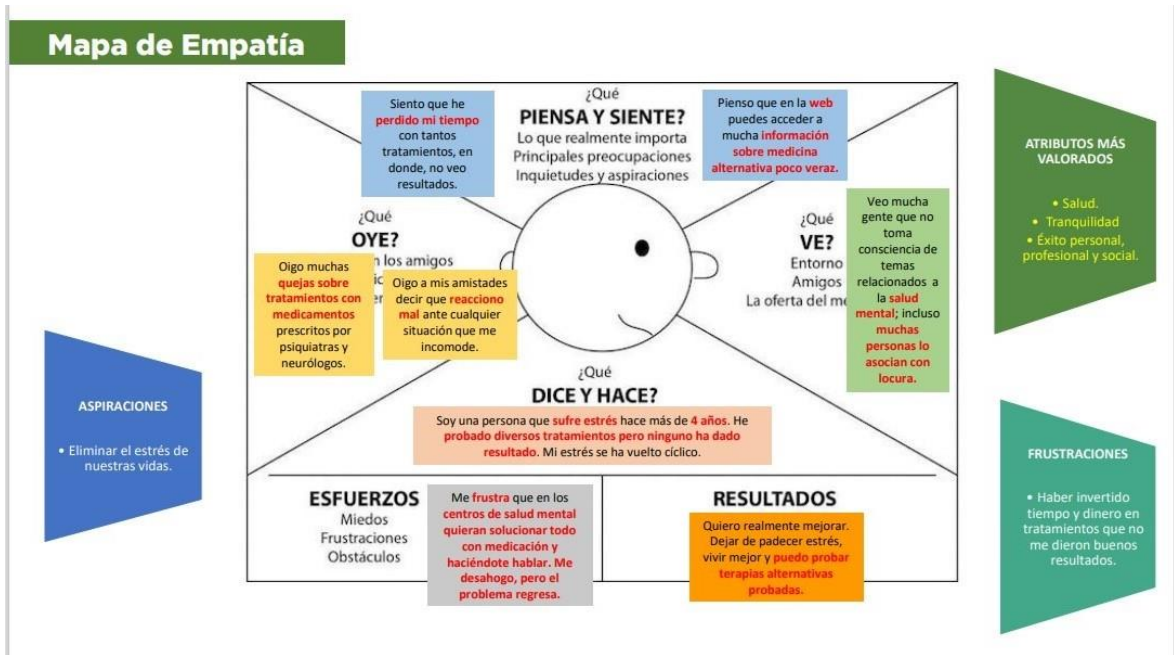 Mapa de Empatía
¿Qué
PIENSA Y SIENTE?
Lo que realmente importa
Principales preocupaciones
Inquietudes y aspiraciones
Siento que he
perdido mi tiempo
con tantos
tratamientos, en
donde, no veo
resultados.
Pienso que en la web
puedes acceder a
mucha información
sobre medicina
alternativa poco veraz.
¿Qué
OYE?
los amigos
Oigo muchas
quejas sobre
tratamientos con
medicamentos
prescritos por
psiquiatras y
neurólogos.
Oigo a mis amistades
decir que reacciono
mal ante cualquier
situación que me
incomode.
¿Qué
VE?
Entorno
Amigos
La oferta del
Veo mucha
gente que no
toma
consciencia de
temas
relacionados a
la salud
mental; incluso
muchas
personas lo
asocian con
locura.
¿Qué
DICE Y HACE?
Soy una persona que sufre estrés hace más de 4 años. He
probado diversos tratamientos pero ninguno ha dado
resultado. Mi estrés se ha vuelto cíclico.
ESFUERZOS
Miedos
Frustraciones
Obstáculos
Me frustra que en los
centros de salud mental
quieran solucionar todo
con medicación y
haciéndote hablar. Me
desahogo, pero el
problema regresa.
RESULTADOS
Quiero realmente mejorar.
Dejar de padecer estrés,
vivir mejor y puedo probar
terapias alternativas
probadas.
ASPIRACIONES
• Eliminar el estrés de
nuestras vidas.
ATRIBUTOS MÁS
VALORADOS
• Salud.
• Tranquilidad
• Éxito personal,
profesional y social.
FRUSTRACIONES
• Haber invertido
tiempo y dinero en
tratamientos que no
me dieron buenos
resultados.